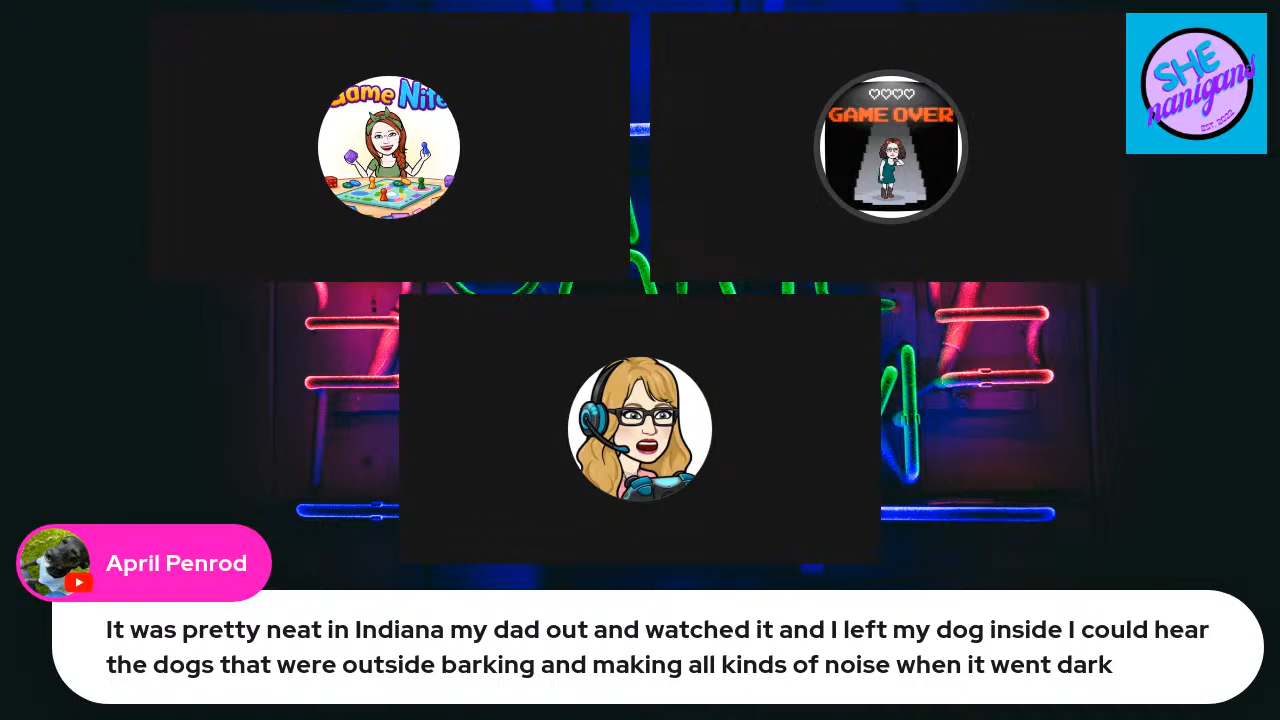 Game Nite
GAME OVER
SHE
nanigans
EST. 2022
April Penrod
It was pretty neat in Indiana my dad out and watched it and I left my dog inside I could hear
the dogs that were outside barking and making all kinds of noise when it went dark